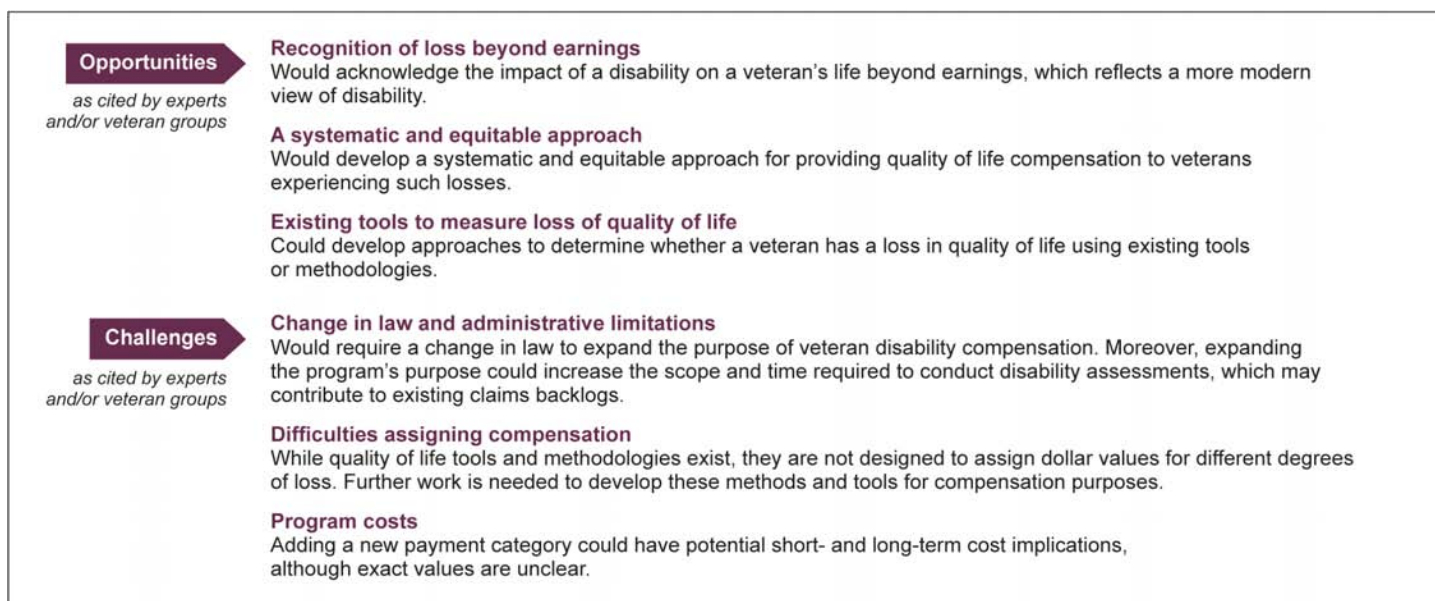 Opportunities
as cited by experts
and/or veteran groups
Recognition of loss beyond earnings
Would acknowledge the impact of a disability on a veteran's life beyond earnings, which reflects a more modern
view of disability.
A systematic and equitable approach
Would develop a systematic and equitable approach for providing quality of life compensation to veterans
experiencing such losses.
Existing tools to measure loss of quality of life
Could develop approaches to determine whether a veteran has a loss in quality of life using existing tools
or methodologies.
Challenges
as cited by experts
and/or veteran groups
Change in law and administrative limitations
Would require a change in law to expand the purpose of veteran disability compensation. Moreover, expanding
the program's purpose could increase the scope and time required to conduct disability assessments, which may
contribute to existing claims backlogs.
Difficulties assigning compensation
While quality of life tools and methodologies exist, they are not designed to assign dollar values for different degrees
of loss. Further work is needed to develop these methods and tools for compensation purposes.
Program costs
Adding a new payment category could have potential short- and long-term cost implications,
although exact values are unclear.